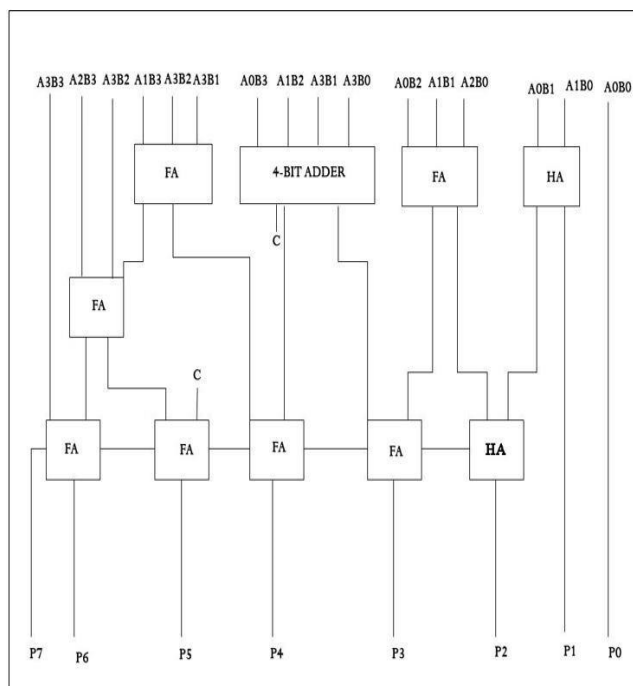 A3B3 A2B3 A3B2 A1B3 A3B2 A3B1 A0B3 A1B2 A3B1 A3B0 A0B2 A1B1 A2B0 A0B1 A1B0 A0B0
FA 4-BIT ADDER FA HA
C
FA
C
FA FA FA FA HA
P7 P6 P5 P4 P3 P2 P1 P0